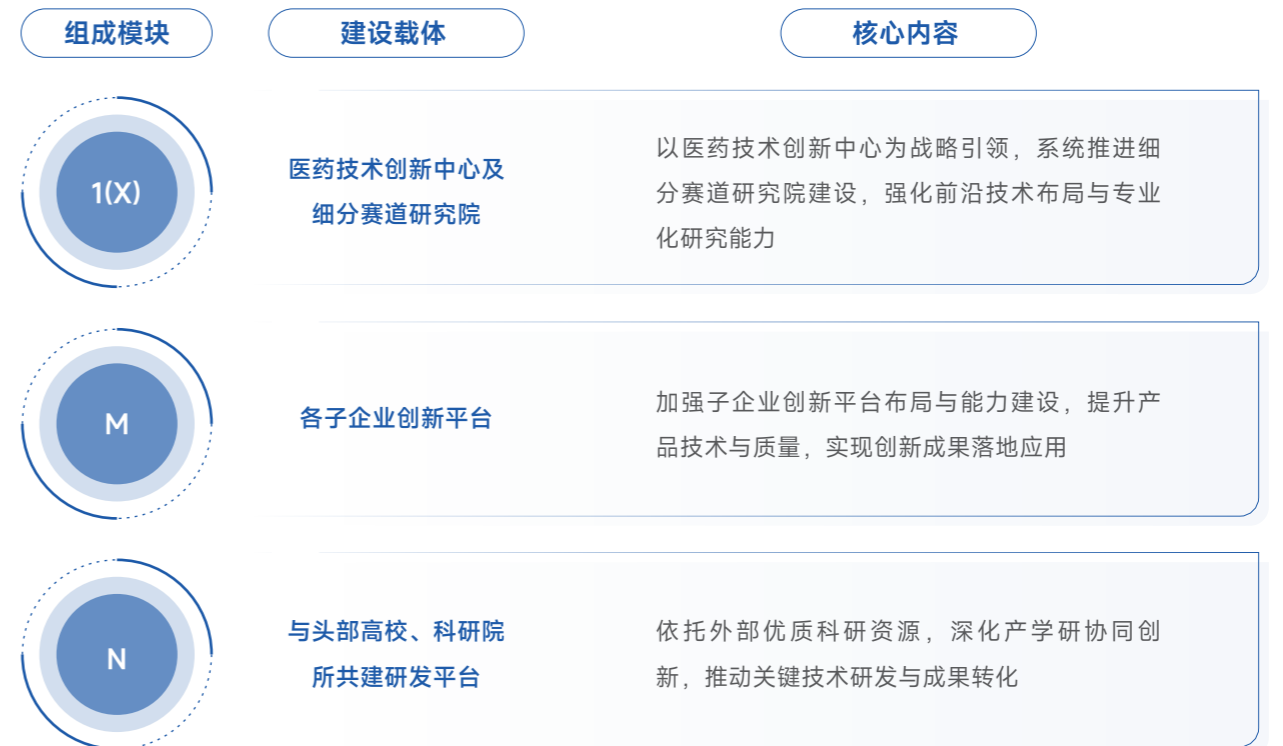 组成模块
建设载体
核心内容
1(X)
医药技术创新中心及
细分赛道研究院
以医药技术创新中心为战略引领，系统推进细
分赛道研究院建设，强化前沿技术布局与专业
化研究能力
M
各子企业创新平台
加强子企业创新平台布局与能力建设，提升产
品技术与质量，实现创新成果落地应用
N
与头部高校、科研院
所共建研发平台
依托外部优质科研资源，深化产学研协同创
新，推动关键技术研发与成果转化